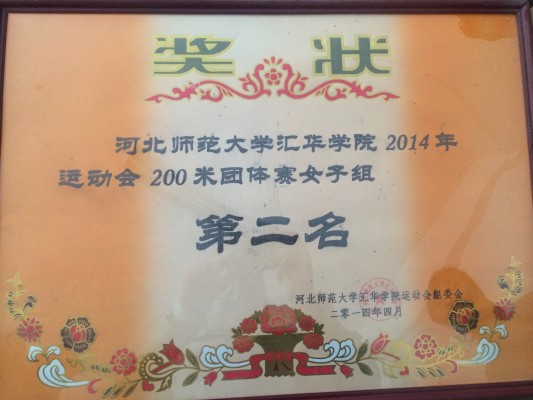 奖状
河北师范大学汇华学院 2014 年
运动会 200 米团体赛女子组
第二名
河北师范大学汇华学院运动会组委会
二零一四年四月